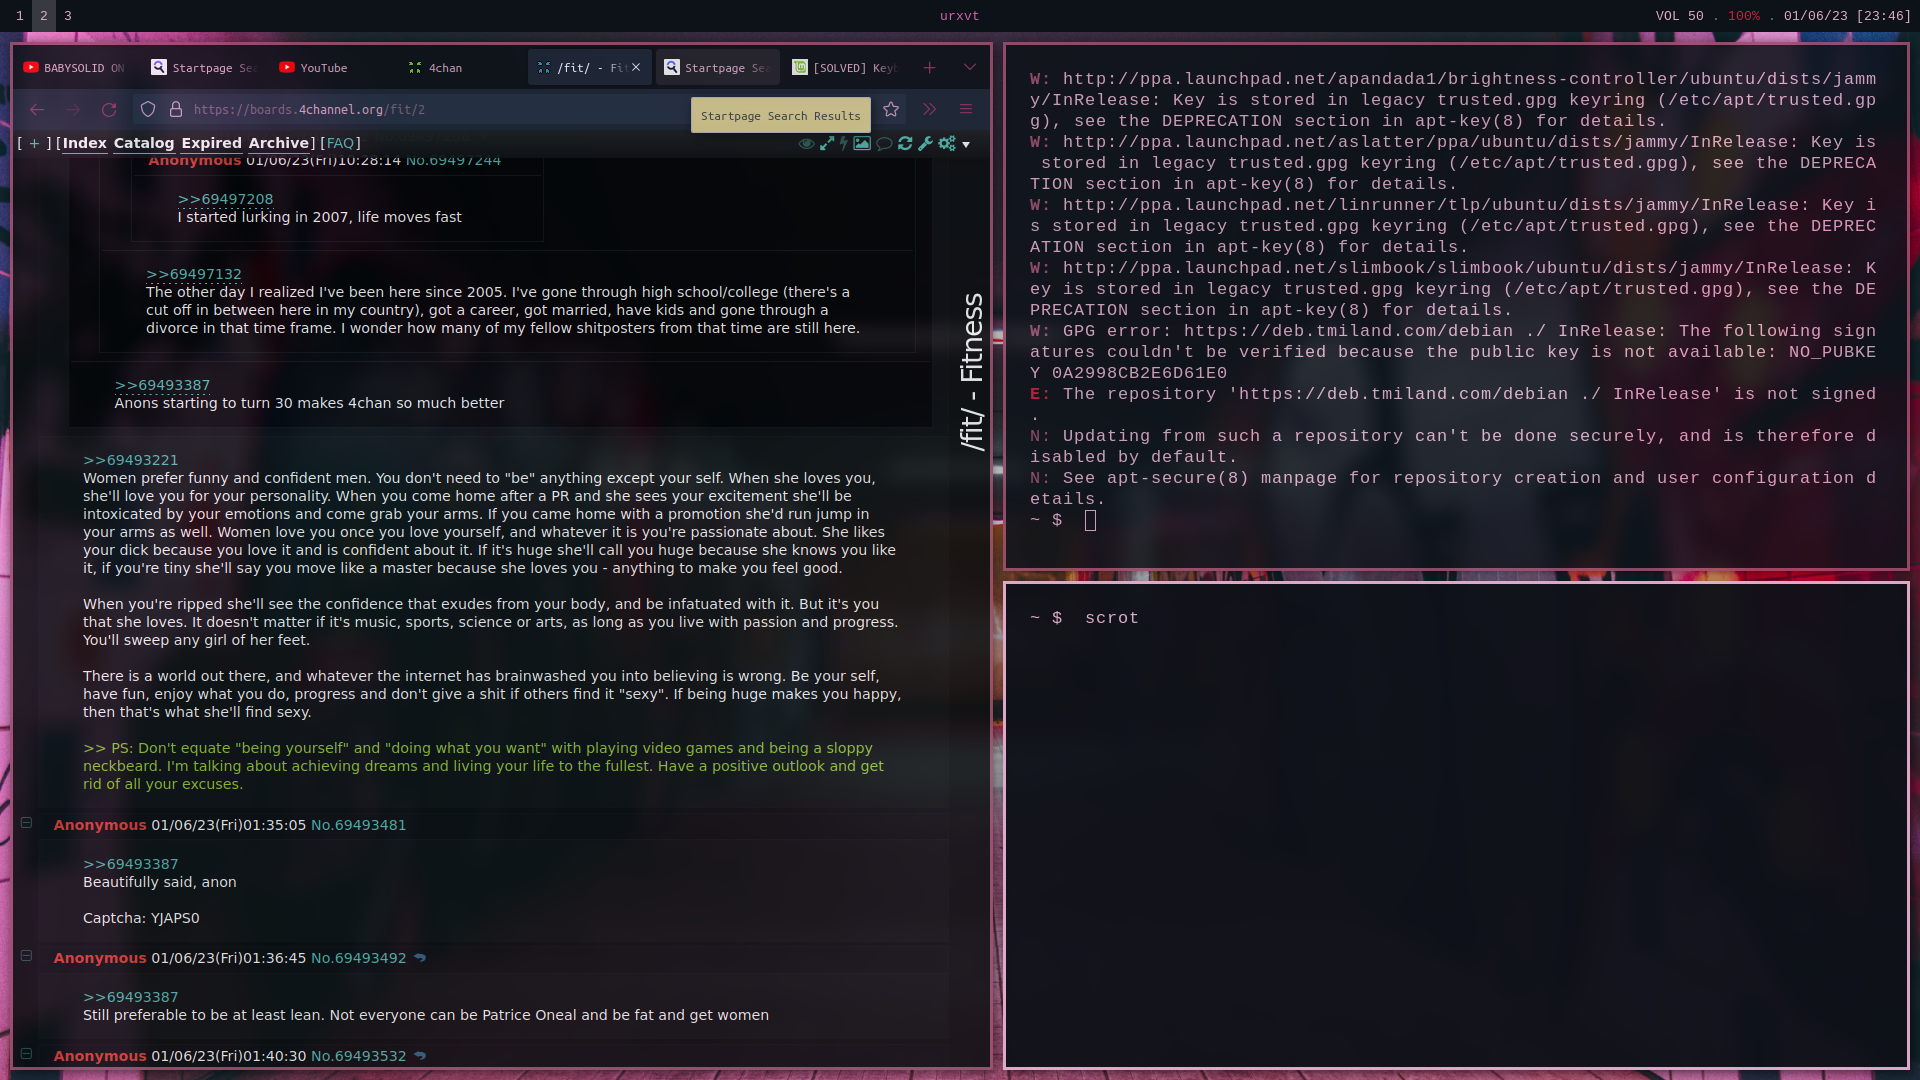 1 2 3
urxvt
VOL 50 . 100% . 01/06/23 [23:46]
BABYSOLID ON
Startpage Sea
YouTube
4chan
/fit/ - Fit
Startpage Sea
[SOLVED] Keyb
https://boards.4channel.org/fit/2
Startpage Search Results
[ + ] [Index Catalog Expired Archive] [FAQ]
Anonymous 01/06/23(Fri)10:28:14 No.69497244
>>69497208
I started lurking in 2007, life moves fast
>>69497132
The other day I realized I've been here since 2005. I've gone through high school/college (there's a
cut off in between here in my country), got a career, got married, have kids and gone through a
divorce in that time frame. I wonder how many of my fellow shitposters from that time are still here.
>>69493387
Anons starting to turn 30 makes 4chan so much better
/fit/ - Fitness
>>69493221
Women prefer funny and confident men. You don't need to "be" anything except your self. When she loves you,
she'll love you for your personality. When you come home after a PR and she sees your excitement she'll be
intoxicated by your emotions and come grab your arms. If you came home with a promotion she'd run jump in
your arms as well. Women love you once you love yourself, and whatever it is you're passionate about. She likes
your dick because you love it and is confident about it. If it's huge she'll call you huge because she knows you like
it, if you're tiny she'll say you move like a master because she loves you - anything to make you feel good.
When you're ripped she'll see the confidence that exudes from your body, and be infatuated with it. But it's you
that she loves. It doesn't matter if it's music, sports, science or arts, as long as you live with passion and progress.
You'll sweep any girl of her feet.
There is a world out there, and whatever the internet has brainwashed you into believing is wrong. Be your self,
have fun, enjoy what you do, progress and don't give a shit if others find it "sexy". If being huge makes you happy,
then that's what she'll find sexy.
>> PS: Don't equate "being yourself" and "doing what you want" with playing video games and being a sloppy
neckbeard. I'm talking about achieving dreams and living your life to the fullest. Have a positive outlook and get
rid of all your excuses.
Anonymous 01/06/23(Fri)01:35:05 No.69493481
>>69493387
Beautifully said, anon
Captcha: YJAPS0
Anonymous 01/06/23(Fri)01:36:45 No.69493492
>>69493387
Still preferable to be at least lean. Not everyone can be Patrice Oneal and be fat and get women
Anonymous 01/06/23(Fri)01:40:30 No.69493532
W: http://ppa.launchpad.net/apandada1/brightness-controller/ubuntu/dists/jamm
y/InRelease: Key is stored in legacy trusted.gpg keyring (/etc/apt/trusted.gp
g), see the DEPRECATION section in apt-key(8) for details.
W: http://ppa.launchpad.net/aslatter/ppa/ubuntu/dists/jammy/InRelease: Key is
stored in legacy trusted.gpg keyring (/etc/apt/trusted.gpg), see the DEPRECA
TION section in apt-key(8) for details.
W: http://ppa.launchpad.net/linrunner/tlp/ubuntu/dists/jammy/InRelease: Key i
s stored in legacy trusted.gpg keyring (/etc/apt/trusted.gpg), see the DEPREC
ATION section in apt-key(8) for details.
W: http://ppa.launchpad.net/slimbook/slimbook/ubuntu/dists/jammy/InRelease: K
ey is stored in legacy trusted.gpg keyring (/etc/apt/trusted.gpg), see the DE
PRECATION section in apt-key(8) for details.
W: GPG error: https://deb.tmiland.com/debian ./ InRelease: The following sign
atures couldn't be verified because the public key is not available: NO_PUBKE
Y 0A2998CB2E6D61E0
E: The repository 'https://deb.tmiland.com/debian ./ InRelease' is not signed
.
N: Updating from such a repository can't be done securely, and is therefore d
isabled by default.
N: See apt-secure(8) manpage for repository creation and user configuration d
etails.
~ $
~ $ scrot